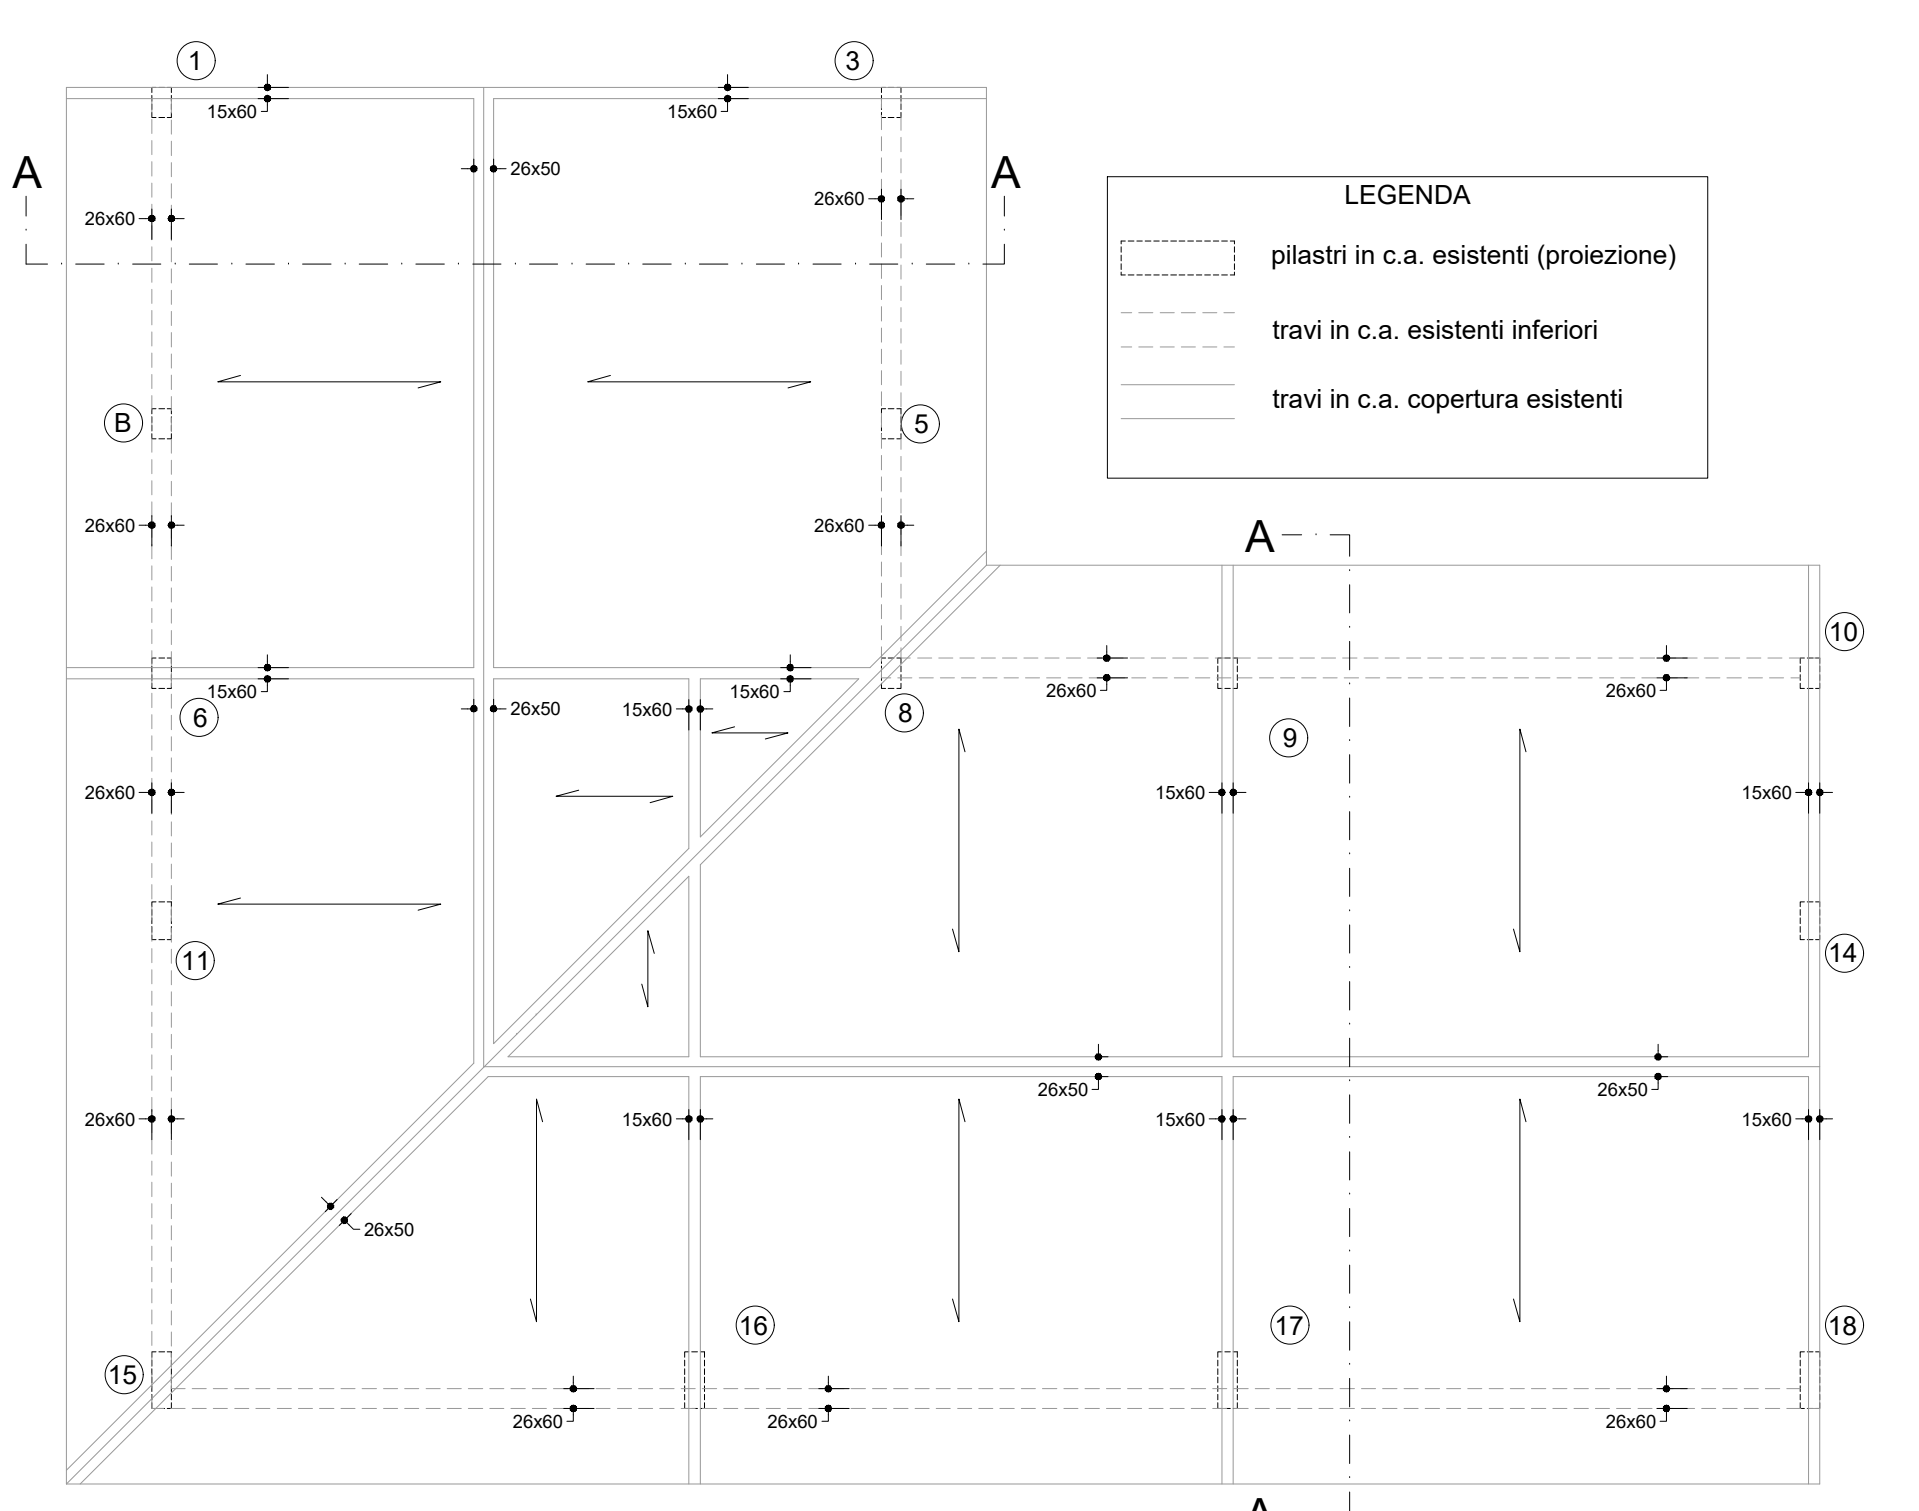 1
3
15x60
15x60
A
A
26x50
26x60
26x60
LEGENDA
pilastri in c.a. esistenti (proiezione)
travi in c.a. esistenti inferiori
travi in c.a. copertura esistenti
B
5
26x60
26x60
A
10
15x60
15x60
26x60
26x60
6
26x50
15x60
8
9
26x60
15x60
15x60
11
14
26x50
26x50
26x60
15x60
15x60
15x60
26x50
16
17
18
15
26x60
26x60
26x60
A